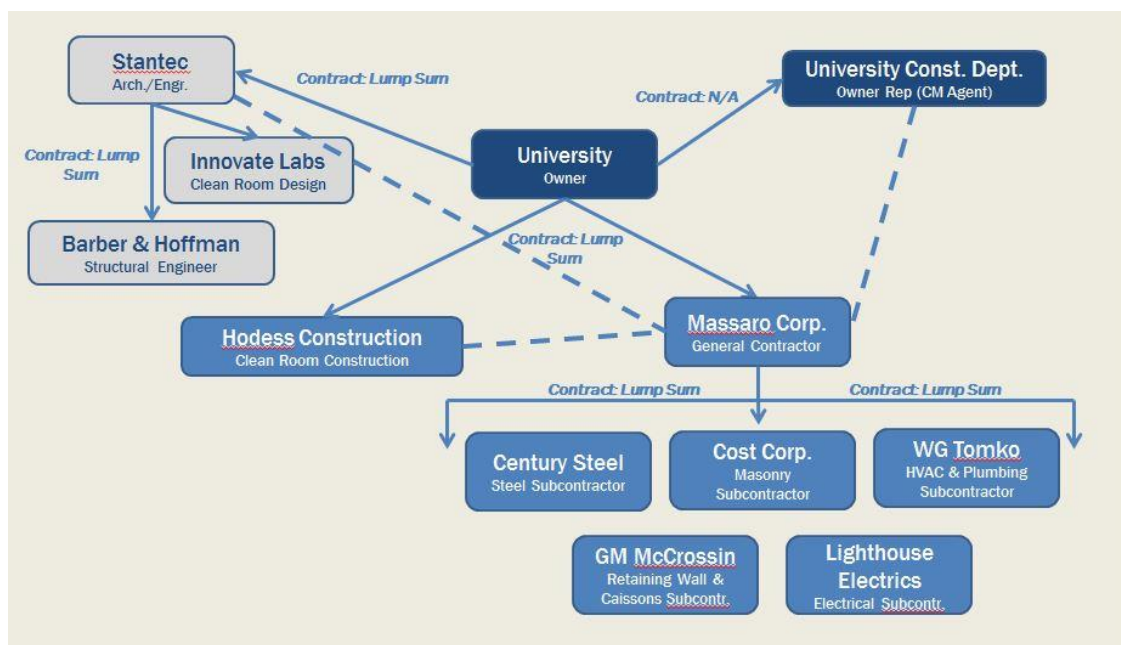 Stantec
Arch./Engr.
Contract: Lump Sum
University Const. Dept.
Owner Rep (CM Agent)
Contract: N/A
Contract: Lump
Sum
Innovate Labs
Clean Room Design
University
Owner
Barber & Hoffman
Structural Engineer
Contract: Lump
Sum
Hodess Construction
Clean Room Construction
Massaro Corp.
General Contractor
Contract: Lump Sum
Contract: Lump Sum
Century Steel
Steel Subcontractor
Cost Corp.
Masonry
Subcontractor
WG Tomko
HVAC & Plumbing
Subcontractor
GM McCrossin
Retaining Wall &
Caissons Subcontr.
Lighthouse
Electrics
Electrical Subcontr.